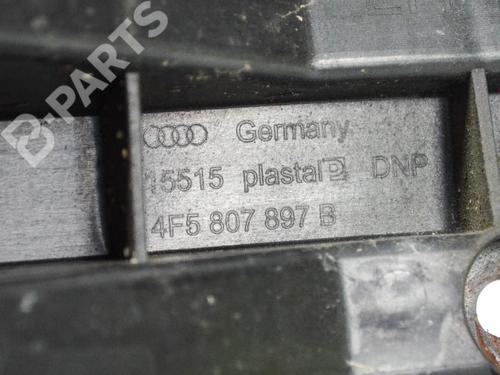 B-PARTS
Germany
15515 plastal DNP
4F5 807 897 B